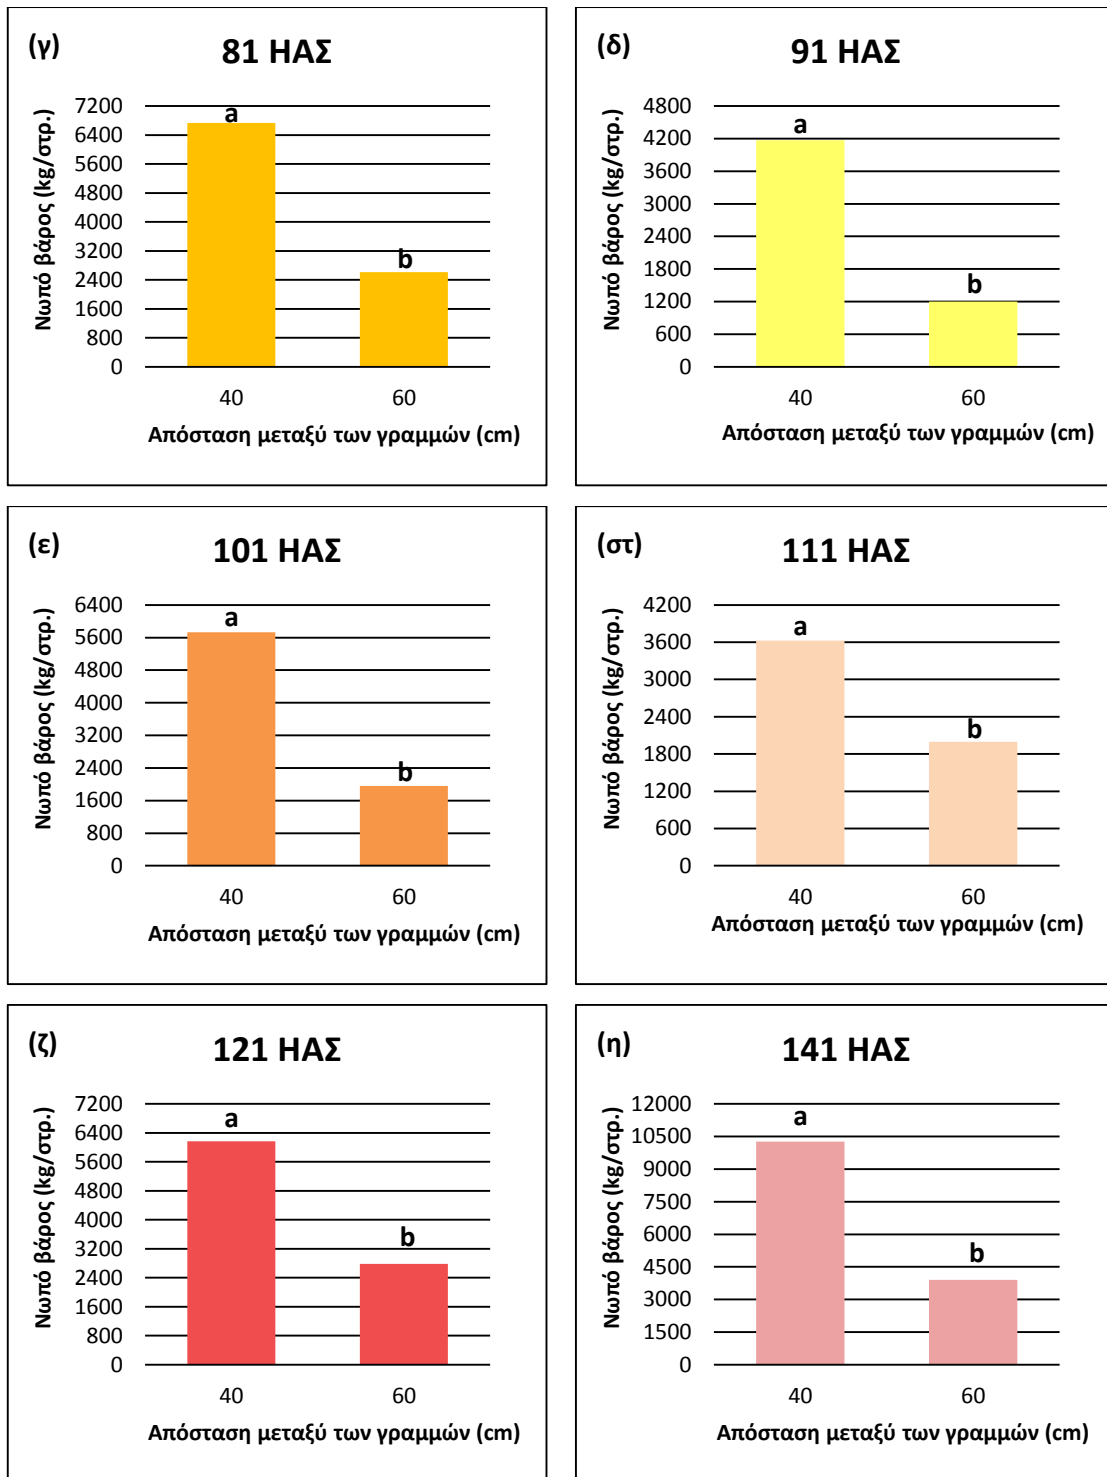 (γ)
81 ΗΑΣ
Νωπό βάρος (kg/στρ.)
7200
6400
5600
4800
4000
3200
2400
1600
800
0
a
b
40
60
Απόσταση μεταξύ των γραμμών (cm)
(δ)
91 ΗΑΣ
Νωπό βάρος (kg/στρ.)
4800
4200
3600
3000
2400
1800
1200
600
0
a
b
40
60
Απόσταση μεταξύ των γραμμών (cm)
(ε)
101 ΗΑΣ
Νωπό βάρος (kg/στρ.)
6400
5600
4800
4000
3200
2400
1600
800
0
a
b
40
60
Απόσταση μεταξύ των γραμμών (cm)
(στ)
111 ΗΑΣ
Νωπό βάρος (kg/στρ.)
4200
3600
3000
2400
1800
1200
600
0
a
b
40
60
Απόσταση μεταξύ των γραμμών (cm)
(ζ)
121 ΗΑΣ
Νωπό βάρος (kg/στρ.)
7200
6400
5600
4800
4000
3200
2400
1600
800
0
a
b
40
60
Απόσταση μεταξύ των γραμμών (cm)
(η)
141 ΗΑΣ
Νωπό βάρος (kg/στρ.)
12000
10500
9000
7500
6000
4500
3000
1500
0
a
b
40
60
Απόσταση μεταξύ των γραμμών (cm)